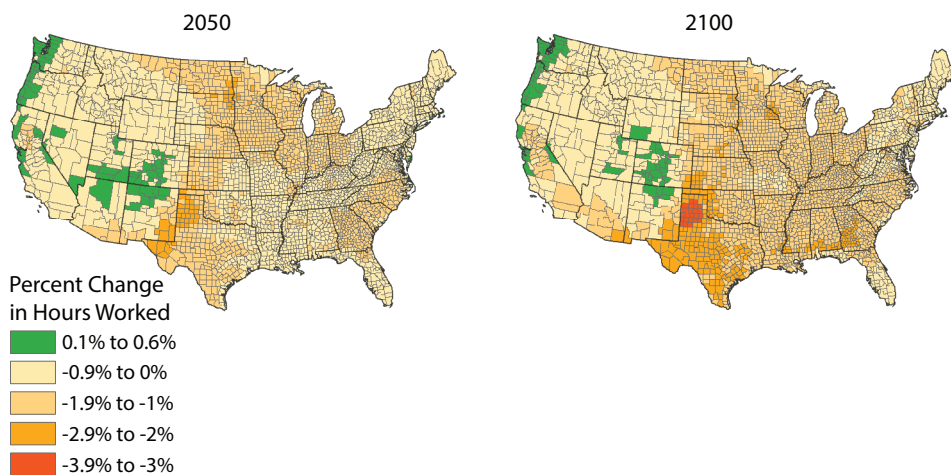 2050
2100
Percent Change
in Hours Worked
0.1% to 0.6%
-0.9% to 0%
-1.9% to -1%
-2.9% to -2%
-3.9% to -3%